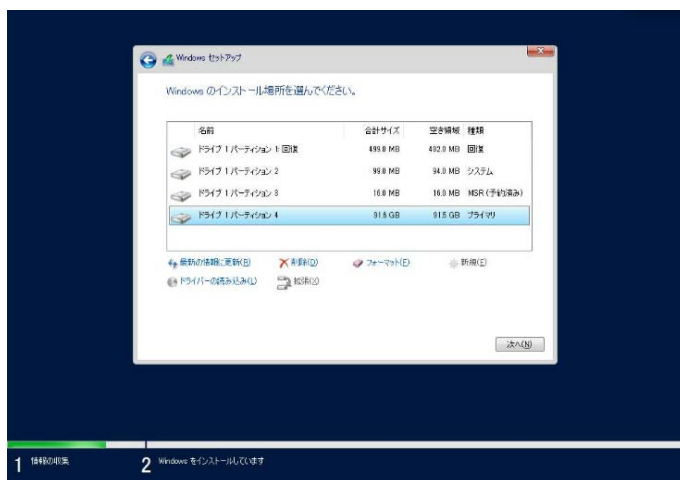 Windows セットアップ
Windows のインストール場所を選んでください。
名前 合計サイズ 空き領域 種類
ドライブ 1 パーティション 1: 回復 499.0 MB 482.0 MB 回復
ドライブ 1 パーティション 2 99.0 MB 94.0 MB システム
ドライブ 1 パーティション 3 16.0 MB 16.0 MB MSR (予約済み)
ドライブ 1 パーティション 4 91.5 GB 91.5 GB プライマリ
最新の情報に更新(R) 削除(D) フォーマット(F) 新規(E)
ドライバーの読み込み(L) 拡張(X)
次へ(N)
1 情報の収集 2 Windows をインストールしています